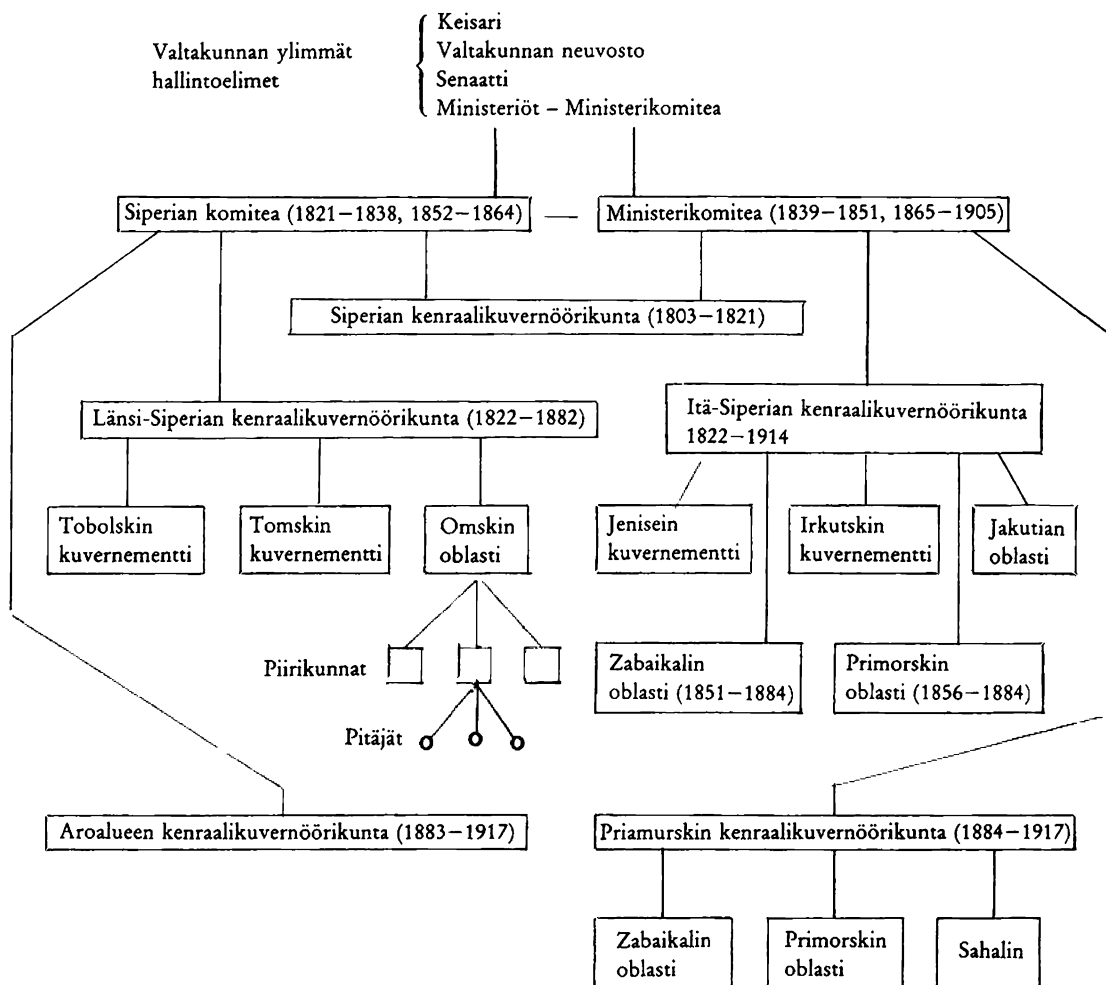 Valtakunnan ylimmät
hallintoelimet
Keisari
Valtakunnan neuvosto
Senaatti
Ministeriöt – Ministerikomitea
Siperian komitea (1821–1838, 1852–1864)
Ministerikomitea (1839–1851, 1865–1905)
Siperian kenraalikuvernöörikunta (1803–1821)
Länsi-Siperian kenraalikuvernöörikunta (1822–1882)
Itä-Siperian kenraalikuvernöörikunta
1822–1914
Tobolskin
kuvernementti
Tomskin
kuvernementti
Omskin
oblasti
Jenisein
kuvernementti
Irkutskin
kuvernementti
Jakutian
oblasti
Piirikunnat
Pitäjät
Zabaikalin
oblasti (1851–1884)
Primorskin
oblasti (1856–1884)
Aroalueen kenraalikuvernöörikunta (1883–1917)
Priamurskin kenraalikuvernöörikunta (1884–1917)
Zabaikalin
oblasti
Primorskin
oblasti
Sahalin